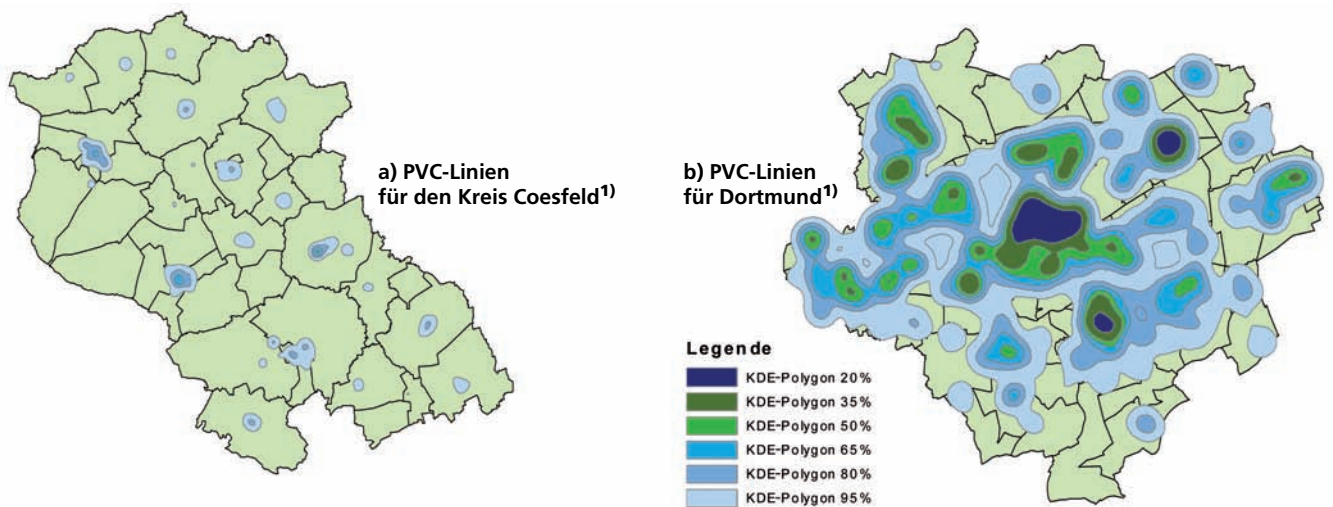 a) PVC-Linien
für den Kreis Coesfeld¹⁾
b) PVC-Linien
für Dortmund¹⁾
Legende
KDE-Polygon 20%
KDE-Polygon 35%
KDE-Polygon 50%
KDE-Polygon 65%
KDE-Polygon 80%
KDE-Polygon 95%